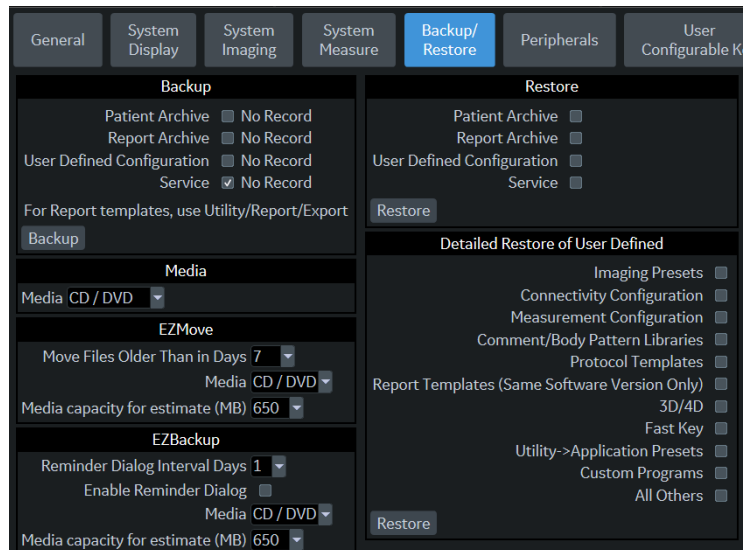 General
System
Display
System
Imaging
System
Measure
Backup/
Restore
Peripherals
User
Configurable K
Backup
Patient Archive No Record
Report Archive No Record
User Defined Configuration No Record
Service No Record
For Report templates, use Utility/Report/Export
Backup
Media
Media CD / DVD
EZMove
Move Files Older Than in Days 7
Media CD / DVD
Media capacity for estimate (MB) 650
EZBackup
Reminder Dialog Interval Days 1
Enable Reminder Dialog
Media CD / DVD
Media capacity for estimate (MB) 650
Restore
Patient Archive
Report Archive
User Defined Configuration
Service
Restore
Detailed Restore of User Defined
Imaging Presets
Connectivity Configuration
Measurement Configuration
Comment/Body Pattern Libraries
Protocol Templates
Report Templates (Same Software Version Only)
3D/4D
Fast Key
Utility->Application Presets
Custom Programs
All Others
Restore